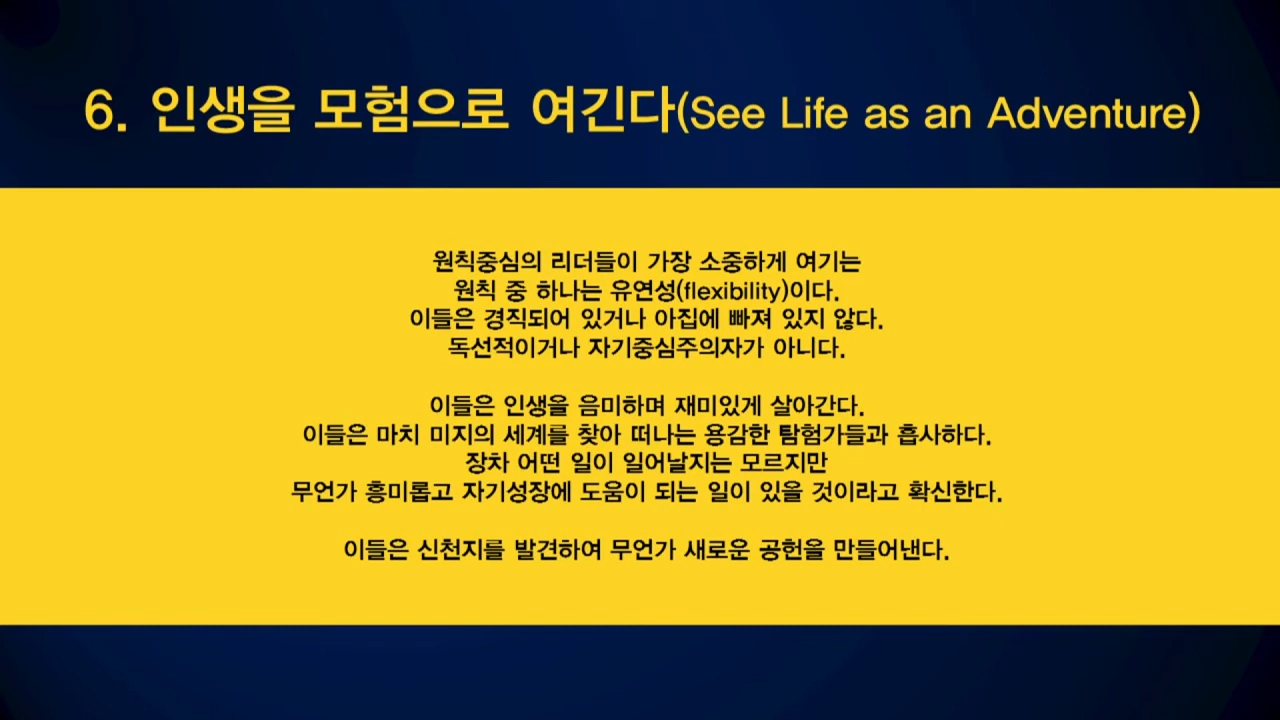 6. 인생을 모험으로 여긴다(See Life as an Adventure)
원칙중심의 리더들이 가장 소중하게 여기는
원칙 중 하나는 유연성(flexibility)이다.
이들은 경직되어 있거나 아집에 빠져 있지 않다.
독선적이거나 자기중심주의자가 아니다.
이들은 인생을 음미하며 재미있게 살아간다.
이들은 마치 미지의 세계를 찾아 떠나는 용감한 탐험가들과 흡사하다.
장차 어떤 일이 일어날지는 모르지만
무언가 흥미롭고 자기성장에 도움이 되는 일이 있을 것이라고 확신한다.
이들은 신천지를 발견하여 무언가 새로운 공헌을 만들어낸다.